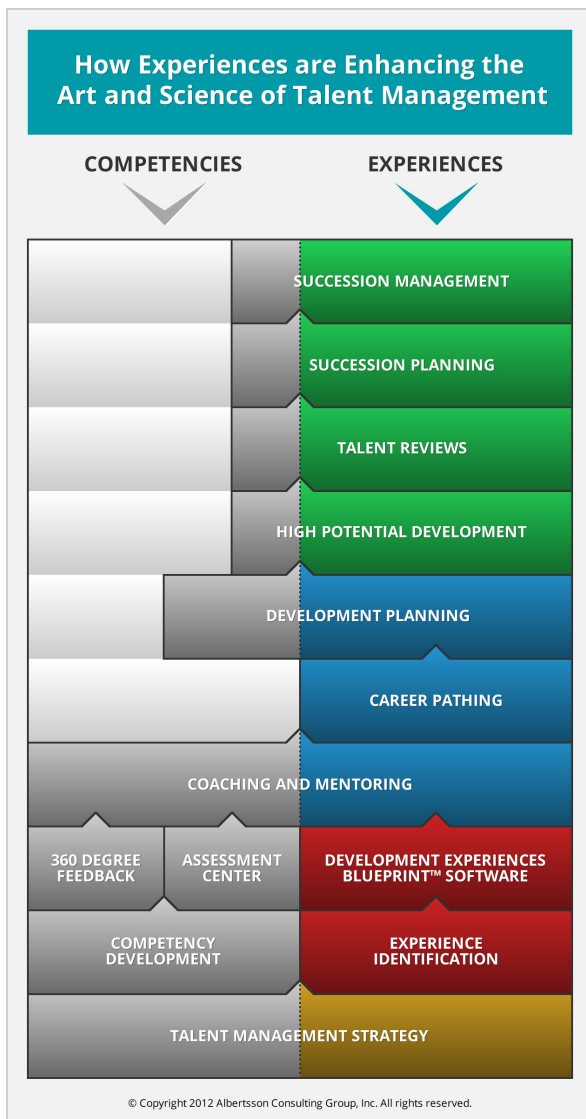 How Experiences are Enhancing the
Art and Science of Talent Management
COMPETENCIES
EXPERIENCES
SUCCESSION MANAGEMENT
SUCCESSION PLANNING
TALENT REVIEWS
HIGH POTENTIAL DEVELOPMENT
DEVELOPMENT PLANNING
CAREER PATHING
COACHING AND MENTORING
360 DEGREE
FEEDBACK
ASSESSMENT
CENTER
DEVELOPMENT EXPERIENCES
BLUEPRINT™ SOFTWARE
COMPETENCY
DEVELOPMENT
EXPERIENCE
IDENTIFICATION
TALENT MANAGEMENT STRATEGY
© Copyright 2012 Albertsson Consulting Group, Inc. All rights reserved.